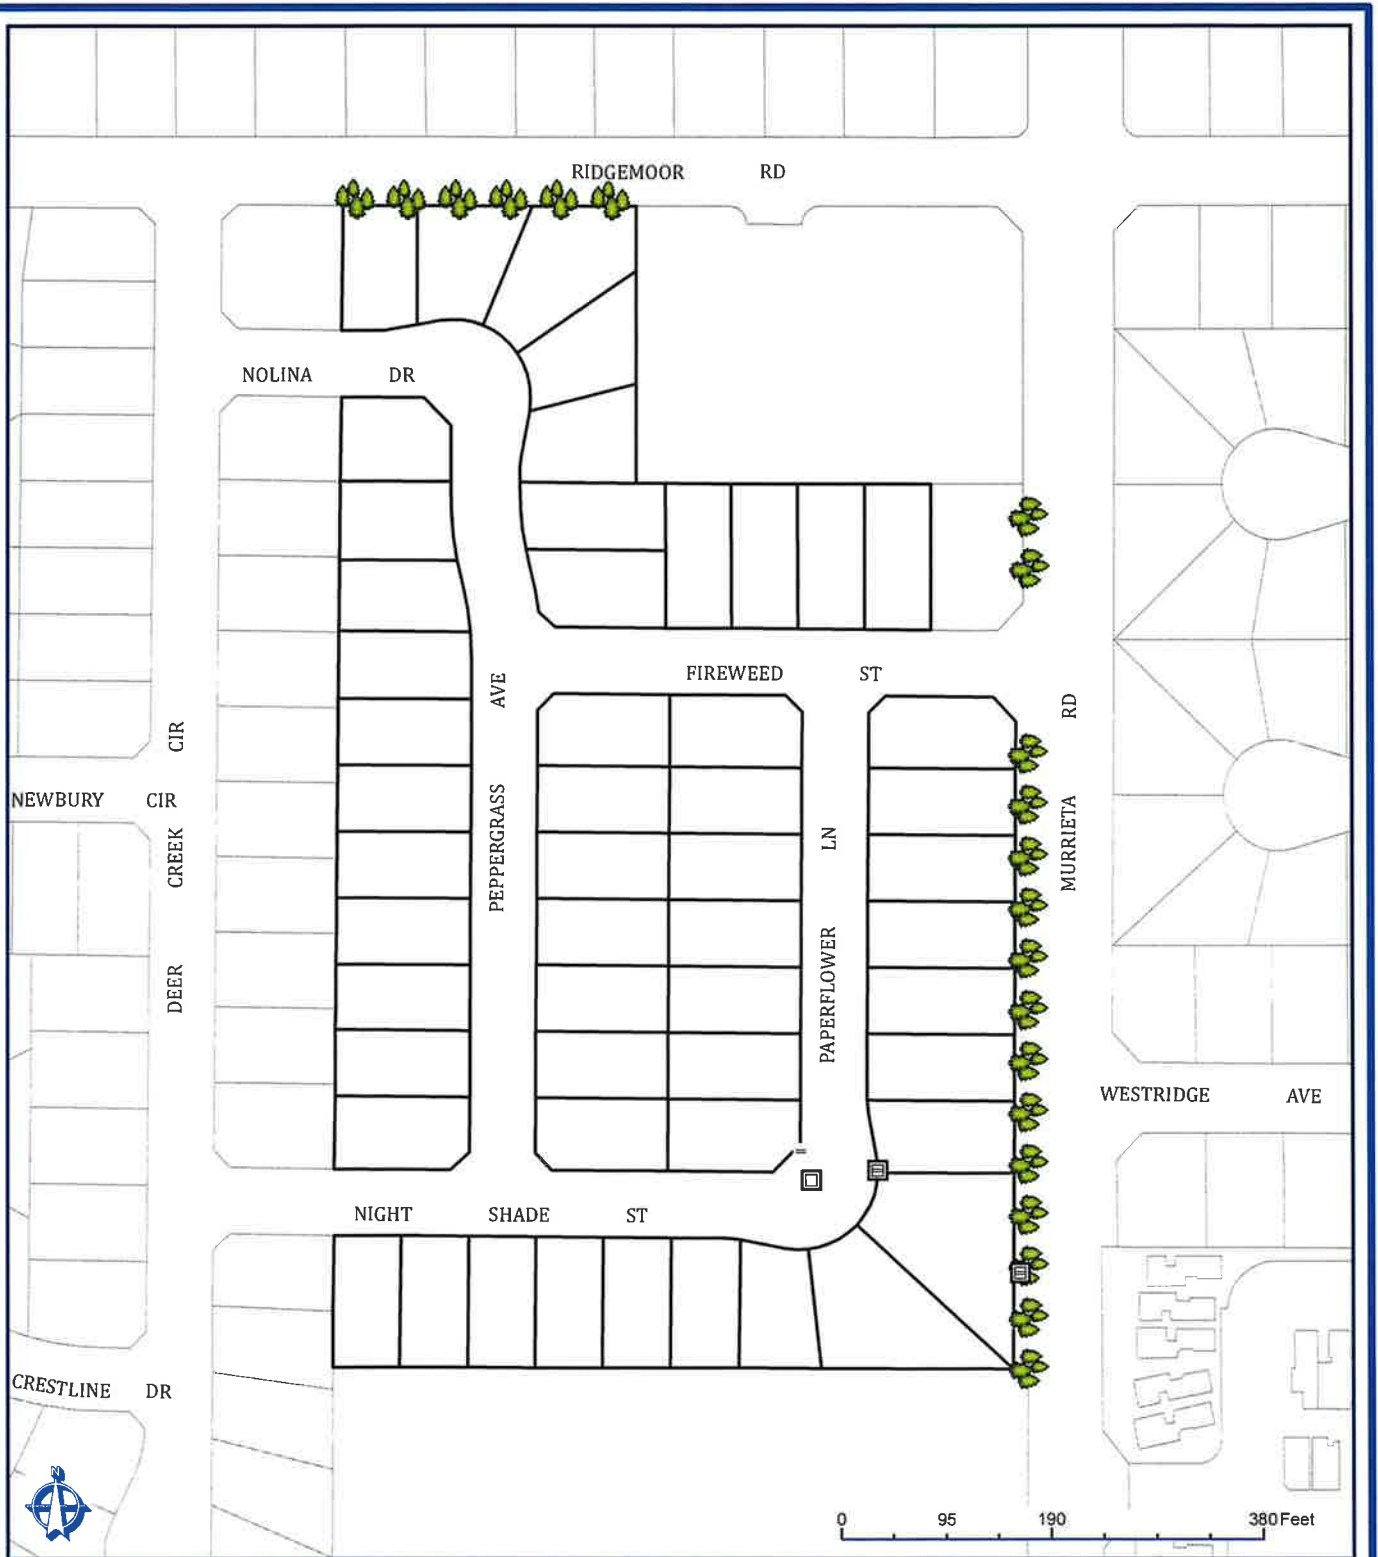 RIDGEMOOR RD
NOLINA DR
FIREWEED ST
PEPPERGRASS AVE
PAPERFLOWER LN
MURRIETA RD
DEER CREEK CIR
NEWBURY CIR
WESTRIDGE AVE
NIGHT SHADE ST
CRESTLINE DR
N
0 95 190 380 Feet